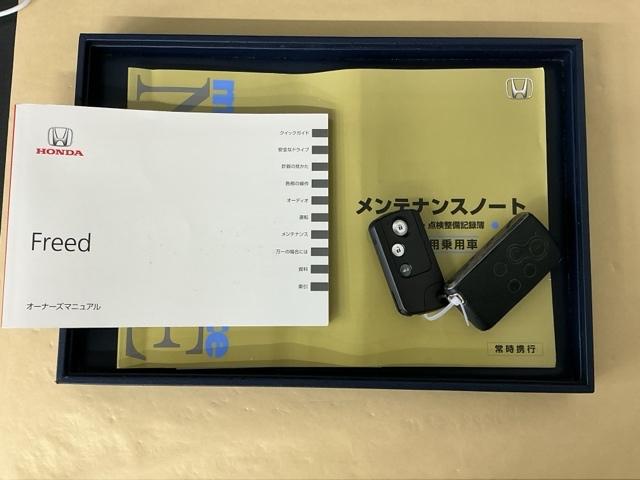 HONDA
Freed
オーナーズマニュアル
クイックガイド
安全なドライブ
計器の見かた
各部の操作
オーディオ
運転
メンテナンス
万一の場合には
資料
索引
メンテナンスノート
点検整備記録簿
用乗用車
常時携行